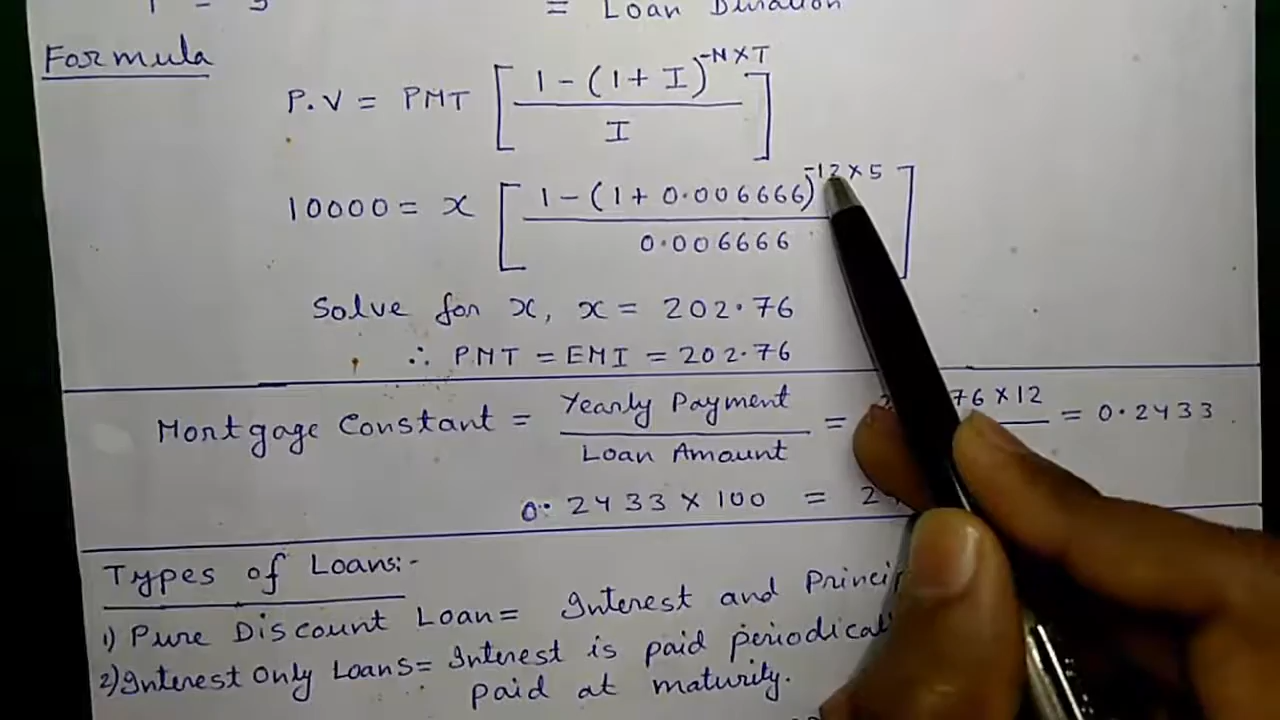 = Loan Duration
Formula
P.V = PMT [ 1 - (1 + I)^-N×T / I ]
10000 = x [ 1 - (1 + 0.006666)^-12×5 / 0.006666 ]
Solve for x, x = 202.76
∴ PMT = EMI = 202.76
Mortgage Constant = Yearly Payment / Loan Amount = 76 × 12 = 0.2433
0.2433 × 100 =
Types of Loans:-
1) Pure Discount Loan = Interest and
2) Interest Only Loans = Interest is paid
paid at maturity.